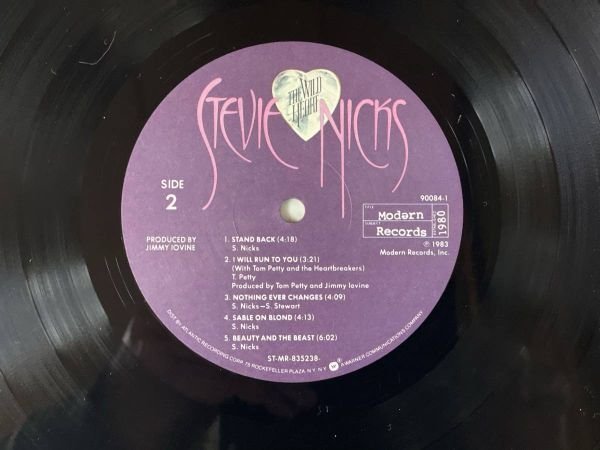 STEVIE NICKS
THE WILD
HEART
SIDE
2
PRODUCED BY
JIMMY IOVINE
90084-1
Modern
Records
1980
℗ 1983
Modern Records, Inc.
1. STAND BACK (4:18)
S. Nicks
2. I WILL RUN TO YOU (3:21)
(With Tom Petty and the Heartbreakers)
T. Petty
Produced by Tom Petty and Jimmy Iovine
3. NOTHING EVER CHANGES (4:09)
S. Nicks—S. Stewart
4. SABLE ON BLOND (4:13)
S. Nicks
5. BEAUTY AND THE BEAST (6:02)
S. Nicks
ST-MR-835238-
DIST. BY ATLANTIC RECORDING CORP. 75 ROCKEFELLER PLAZA N.Y. N.Y. W A WARNER COMMUNICATIONS COMPANY